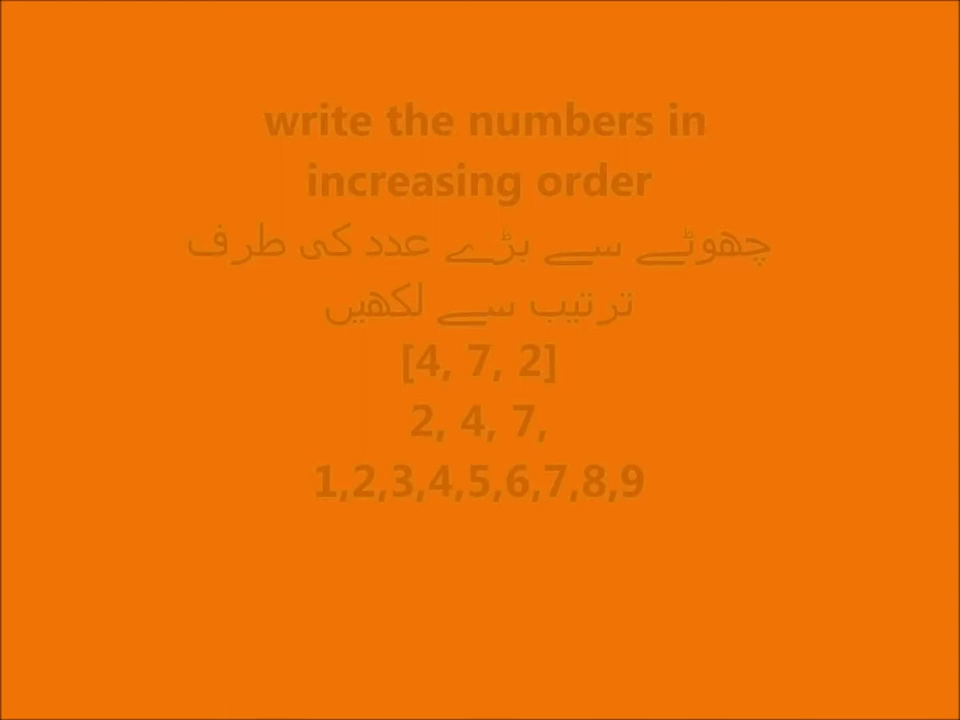 write the numbers in
increasing order
چھوٹے سے بڑے عدد کی طرف
ترتیب سے لکھیں
[4, 7, 2]
2, 4, 7,
1,2,3,4,5,6,7,8,9